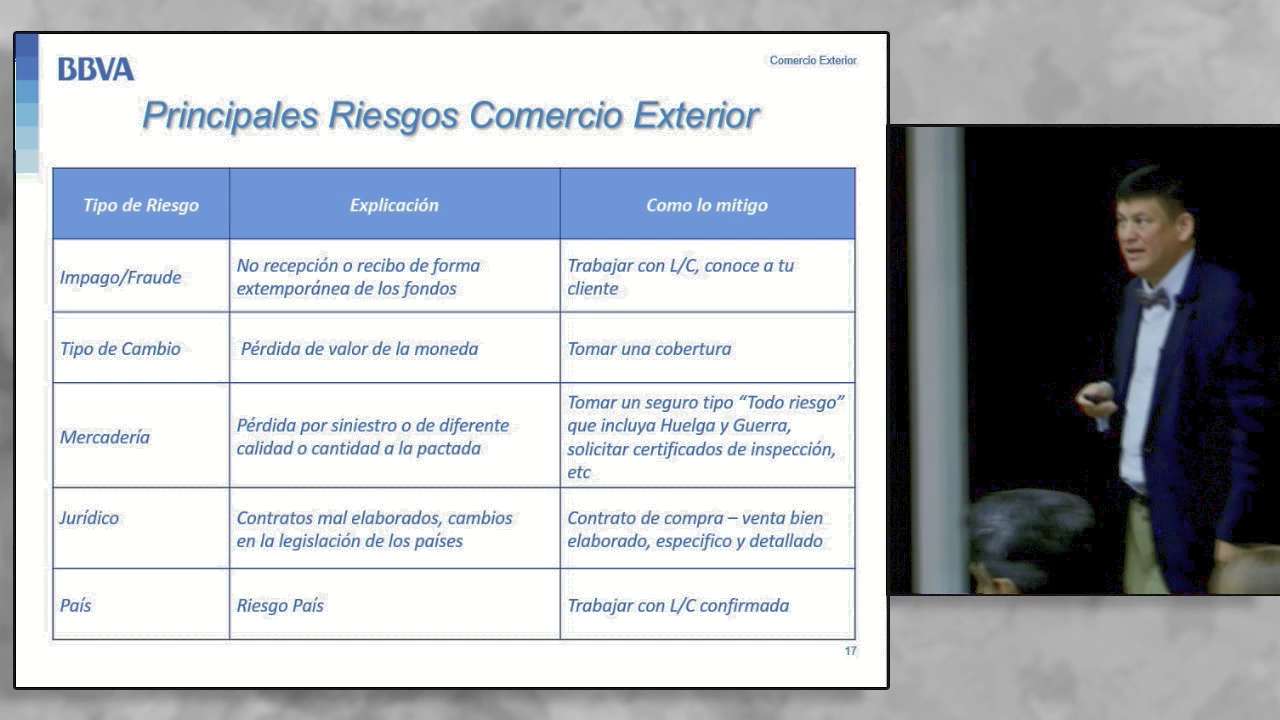 BBVA
Comercio Exterior
Principales Riesgos Comercio Exterior
Tipo de Riesgo
Explicación
Como lo mitigo
Impago/Fraude
No recepción o recibo de forma
extemporánea de los fondos
Trabajar con L/C, conoce a tu
cliente
Tipo de Cambio
Pérdida de valor de la moneda
Tomar una cobertura
Mercadería
Pérdida por siniestro o de diferente
calidad o cantidad a la pactada
Tomar un seguro tipo “Todo riesgo”
que incluya Huelga y Guerra,
solicitar certificados de inspección,
etc
Jurídico
Contratos mal elaborados, cambios
en la legislación de los países
Contrato de compra – venta bien
elaborado, especifico y detallado
País
Riesgo País
Trabajar con L/C confirmada
17